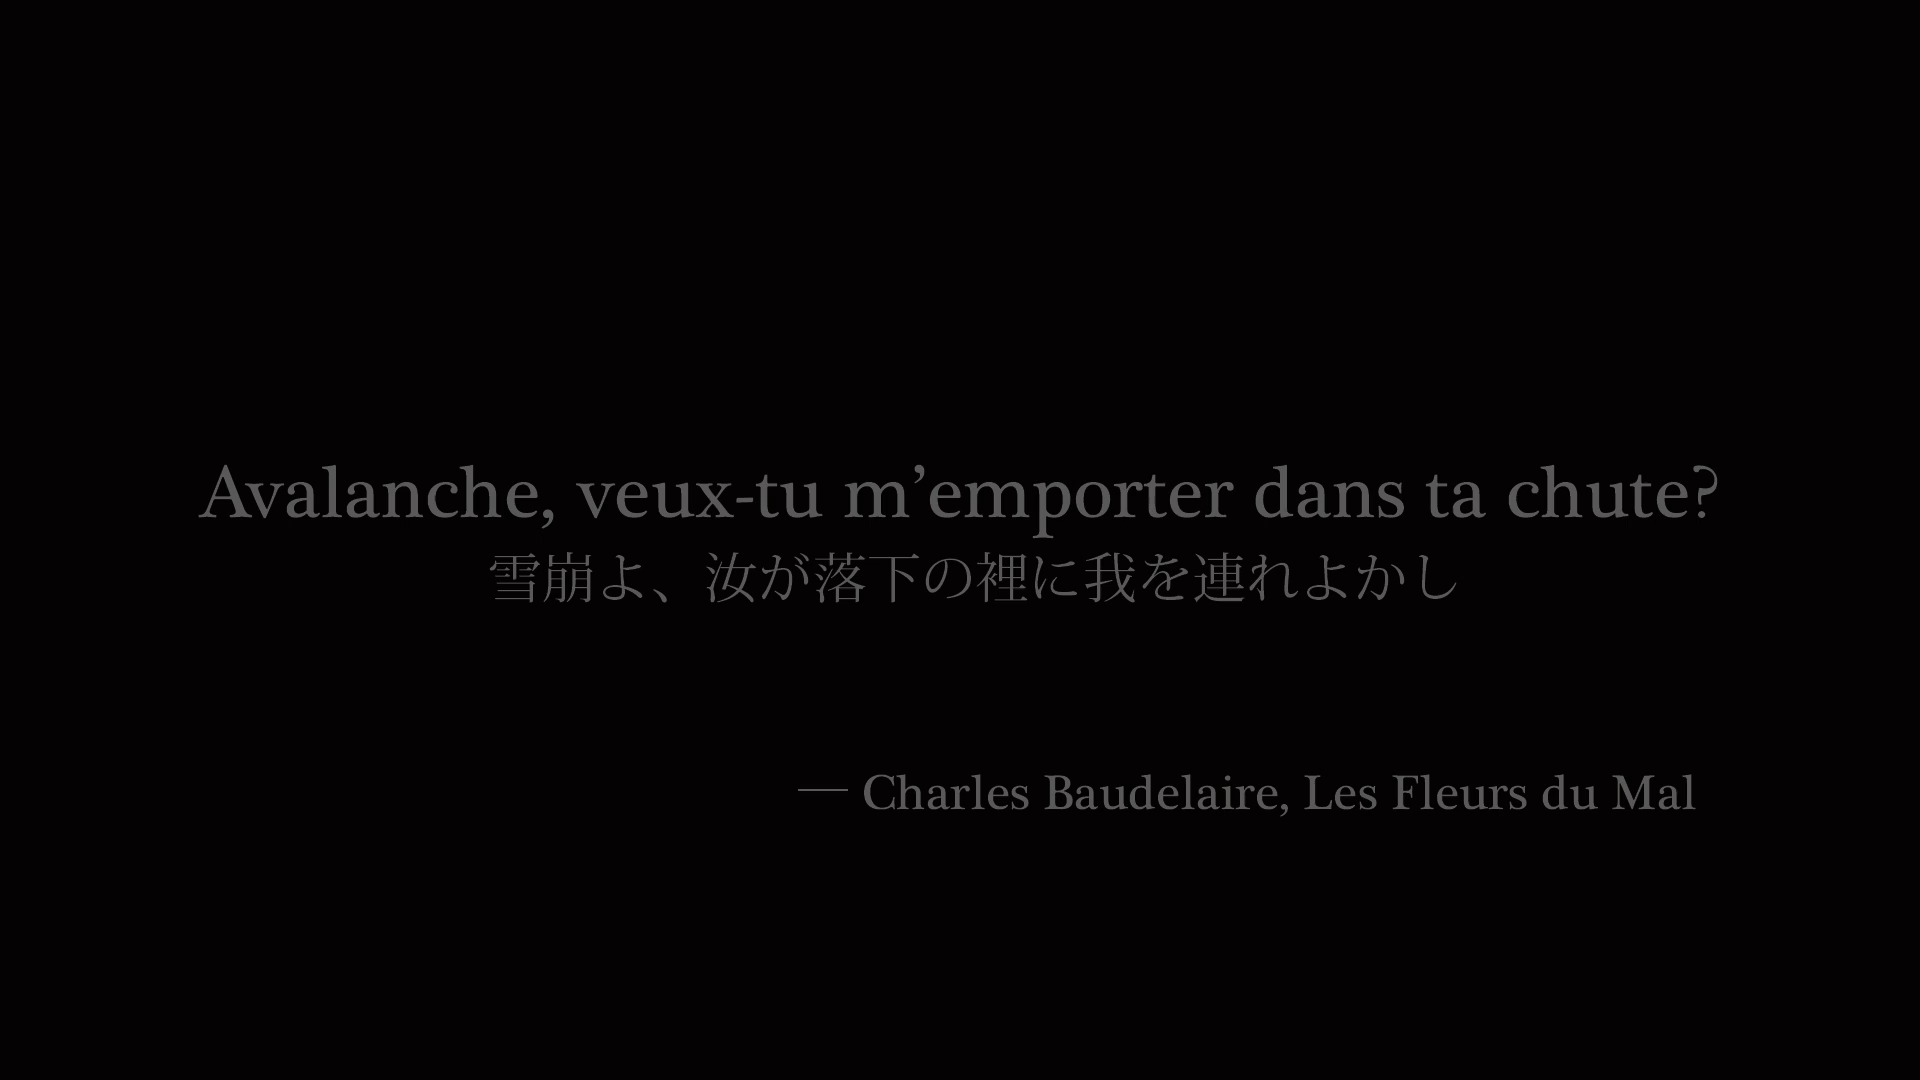 Avalanche, veux-tu m’emporter dans ta chute?
雪崩よ、汝が落下の裡に我を連れよかし
— Charles Baudelaire, Les Fleurs du Mal